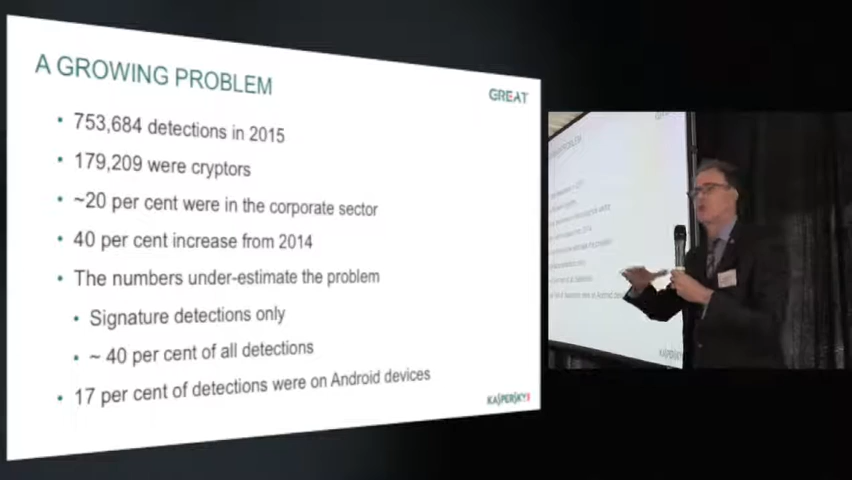 A GROWING PROBLEM
GREAT
• 753,684 detections in 2015
• 179,209 were cryptors
• ~20 per cent were in the corporate sector
• 40 per cent increase from 2014
• The numbers under-estimate the problem
• Signature detections only
• ~ 40 per cent of all detections
• 17 per cent of detections were on Android devices
KASPERSKY